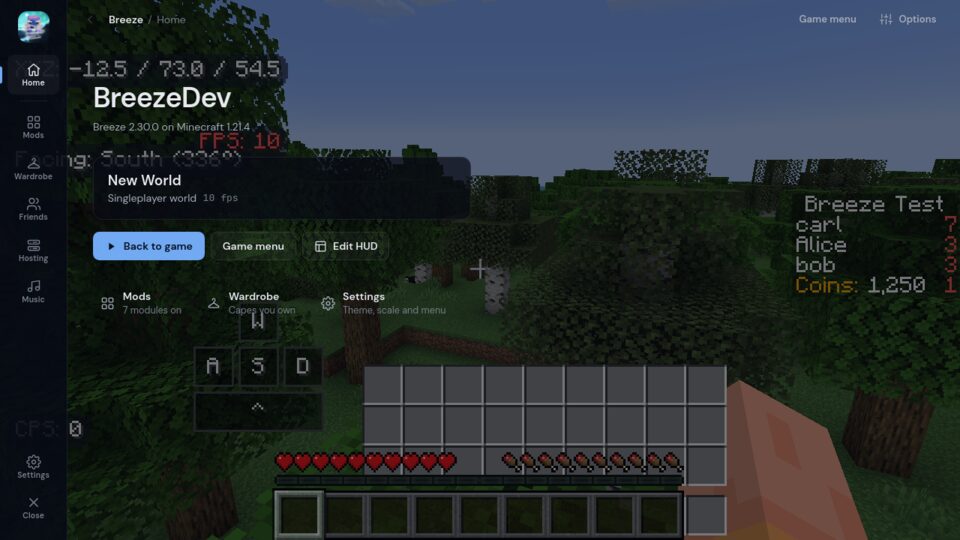 Breeze / Home
Game menu
Options
-12.5 / 73.0 / 54.5
Home
BreezeDev
Breeze 2.30.0 on Minecraft 1.21.4
Mods
FPS: 10
Facing: South (336°)
Wardrobe
New World
Singleplayer world 10 fps
Friends
Breeze Test
carl 7
Alice 3
bob 3
Coins: 1,250 1
Hosting
Back to game
Game menu
Edit HUD
Music
Mods
7 modules on
Wardrobe
Capes you own
Settings
Theme, scale and menu
W
A S D
^
CPS: 0
Settings
Close